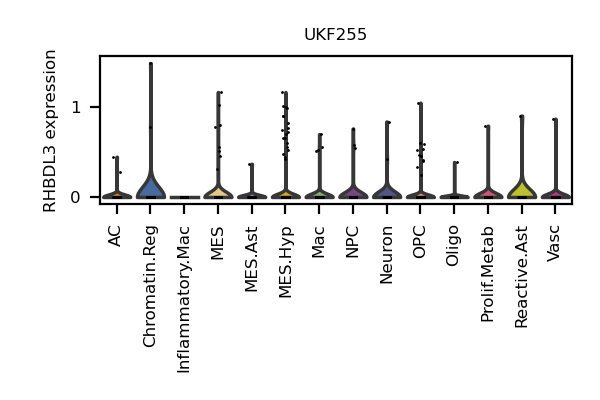 UKF255
RHBDL3 expression
1
0
AC
Chromatin.Reg
Inflammatory.Mac
MES
MES.Ast
MES.Hyp
Mac
NPC
Neuron
OPC
Oligo
Prolif.Metab
Reactive.Ast
Vasc